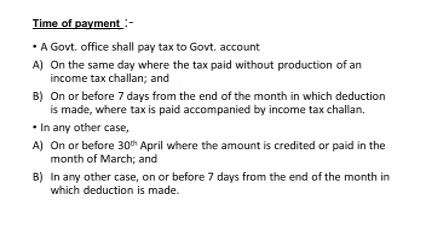 Time of payment :-
• A Govt. office shall pay tax to Govt. account
A) On the same day where the tax paid without production of an
income tax challan; and
B) On or before 7 days from the end of the month in which deduction
is made, where tax is paid accompanied by income tax challan.
• In any other case,
A) On or before 30th April where the amount is credited or paid in the
month of March; and
B) In any other case, on or before 7 days from the end of the month in
which deduction is made.